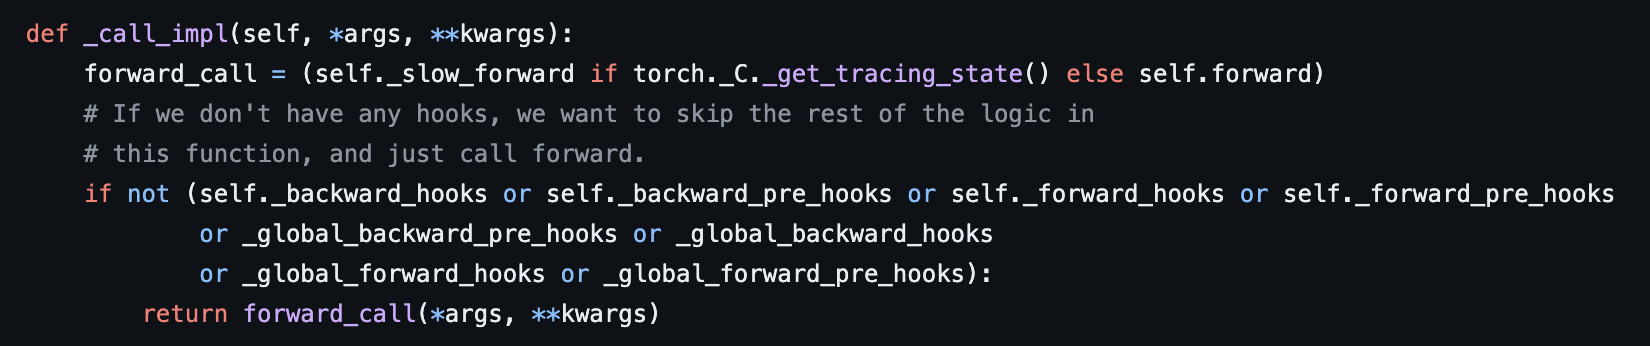 def _call_impl(self, *args, **kwargs):
    forward_call = (self._slow_forward if torch._C._get_tracing_state() else self.forward)
    # If we don't have any hooks, we want to skip the rest of the logic in
    # this function, and just call forward.
    if not (self._backward_hooks or self._backward_pre_hooks or self._forward_hooks or self._forward_pre_hooks
            or _global_backward_pre_hooks or _global_backward_hooks
            or _global_forward_hooks or _global_forward_pre_hooks):
        return forward_call(*args, **kwargs)